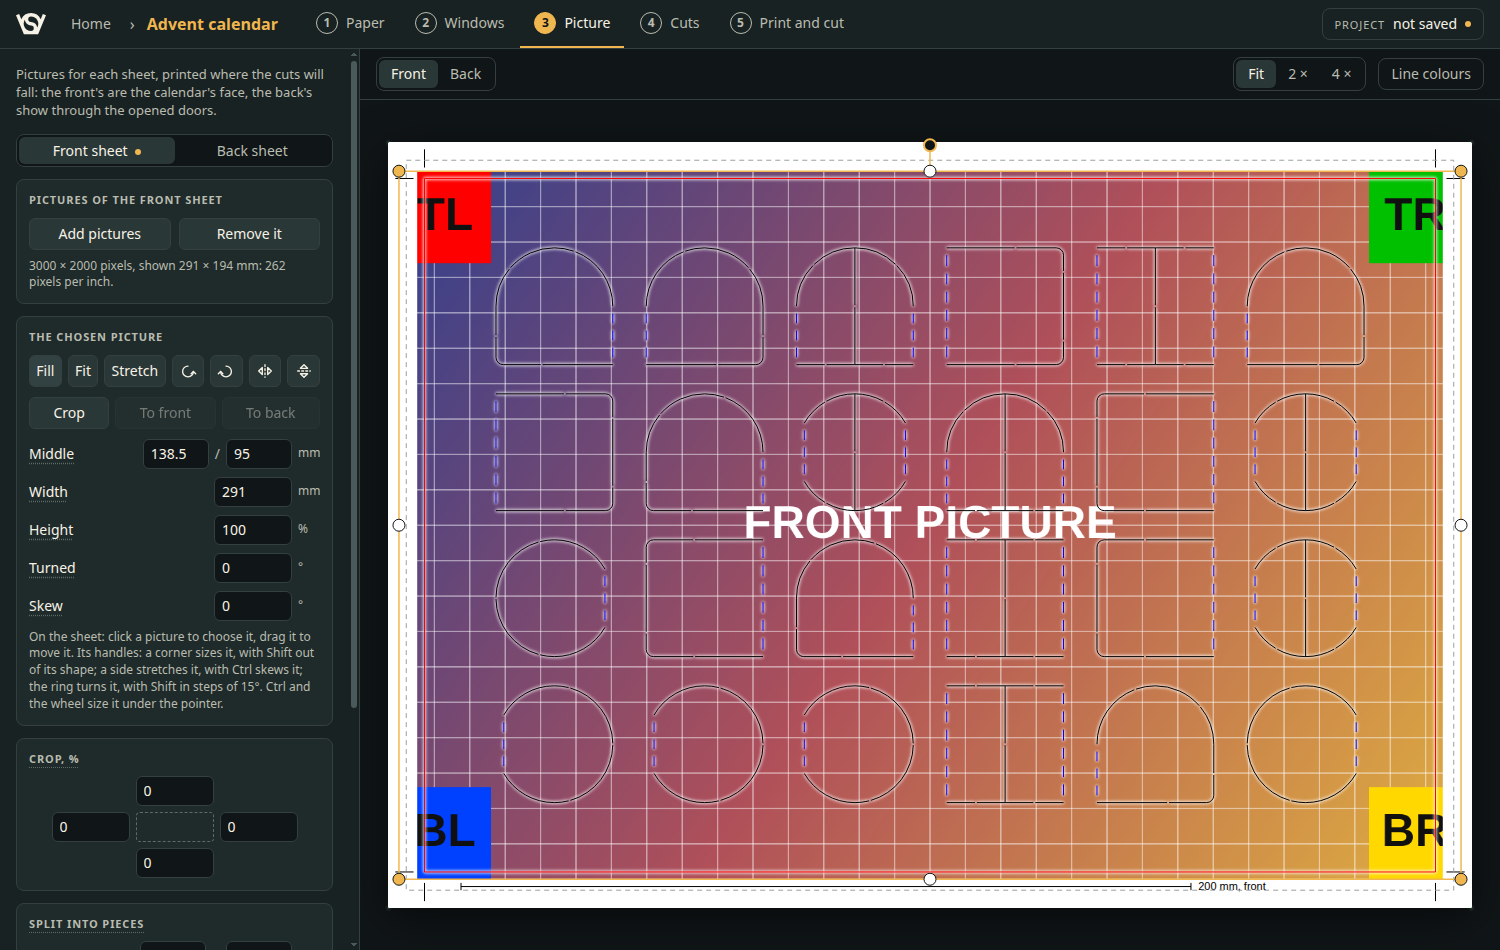 Home › Advent calendar
1 Paper
2 Windows
3 Picture
4 Cuts
5 Print and cut
PROJECT not saved
Pictures for each sheet, printed where the cuts will
fall: the front's are the calendar's face, the back's
show through the opened doors.
Front sheet
Back sheet
PICTURES OF THE FRONT SHEET
Add pictures
Remove it
3000 × 2000 pixels, shown 291 × 194 mm: 262
pixels per inch.
THE CHOSEN PICTURE
Fill
Fit
Stretch
Crop
To front
To back
Middle 138.5 / 95 mm
Width 291 mm
Height 100 %
Turned 0 °
Skew 0 °
On the sheet: click a picture to choose it, drag it to
move it. Its handles: a corner sizes it, with Shift out
of its shape; a side stretches it, with Ctrl skews it;
the ring turns it, with Shift in steps of 15°. Ctrl and
the wheel size it under the pointer.
CROP, %
0
0
0
0
SPLIT INTO PIECES
Front
Back
Fit
2 ×
4 ×
Line colours
TL
TR
FRONT PICTURE
BL
BR
200 mm, front